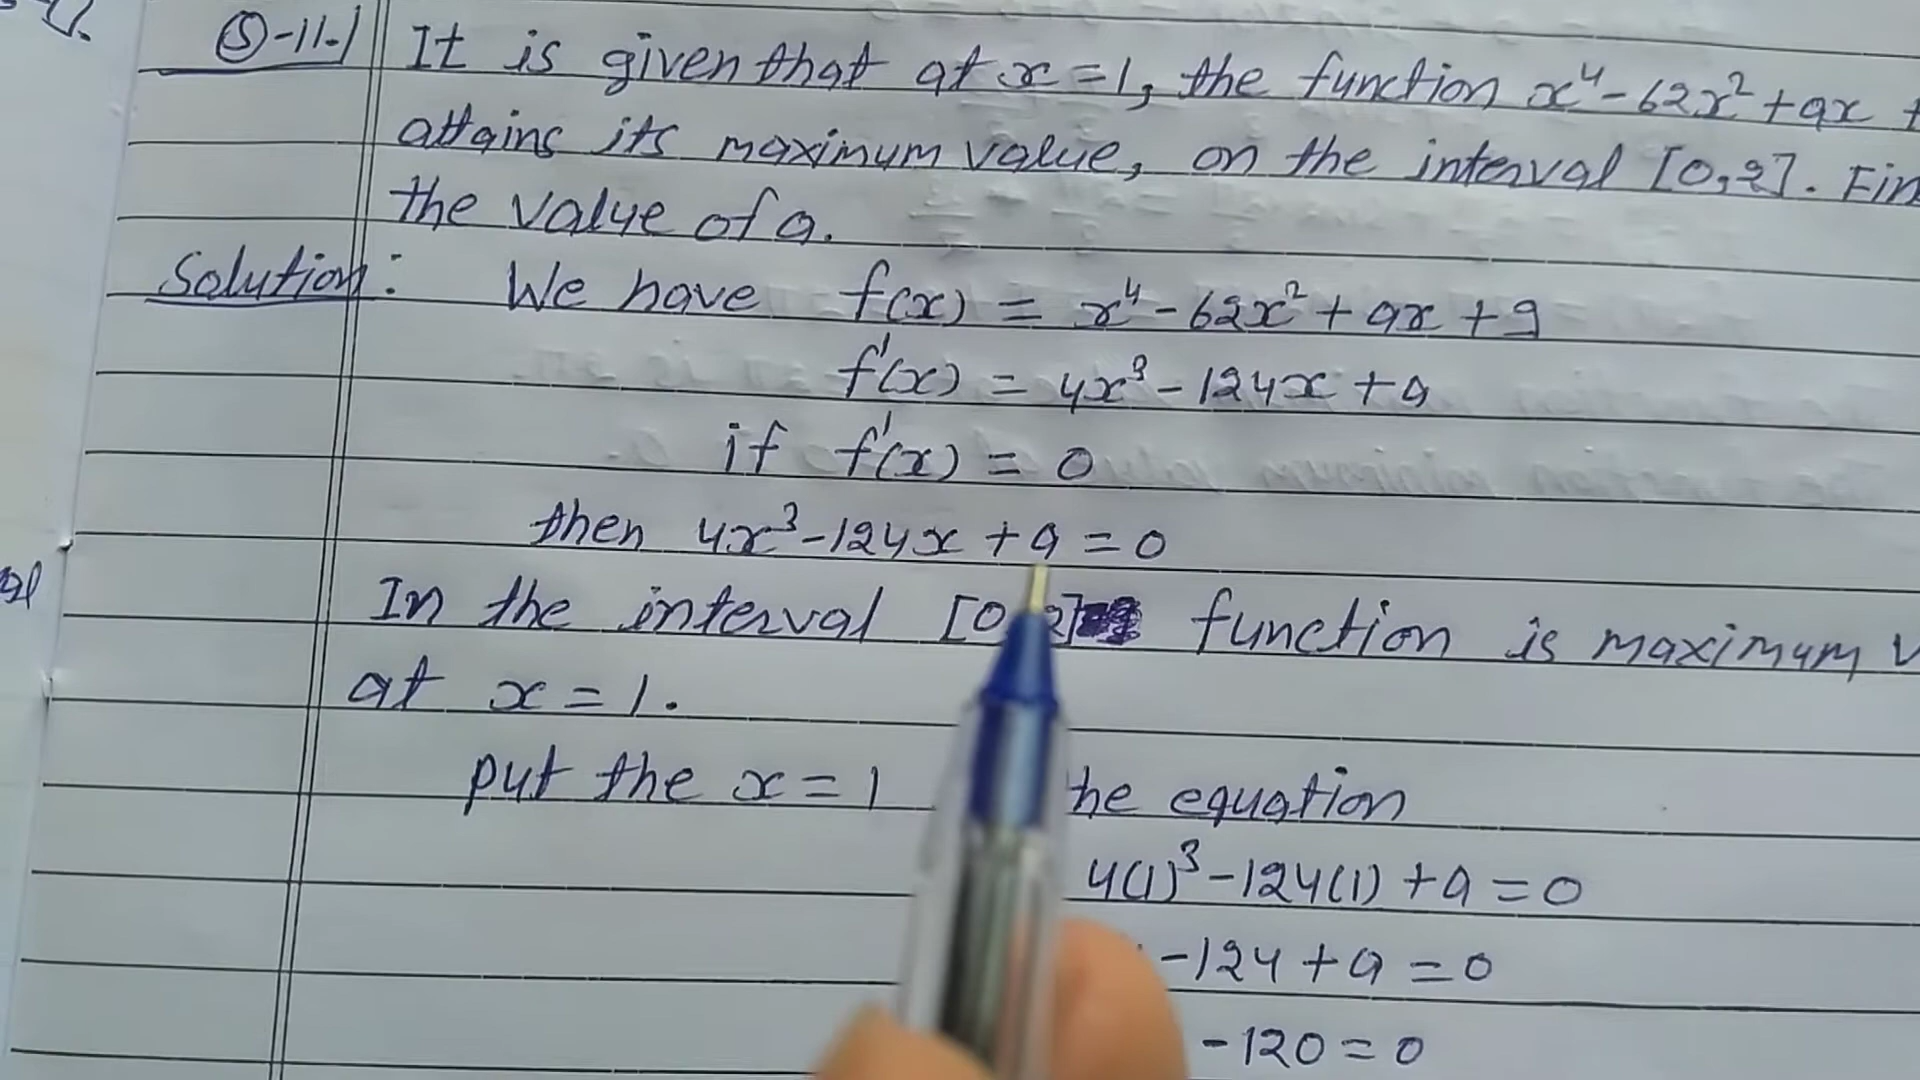 ⑤-11.1 It is given that at x=1, the function x⁴-62x²+ax +
attains its maximum value, on the interval [0,2]. Fin
the value of a.
Solution: We have f(x) = x⁴-62x²+ax+9
f'(x) = 4x³-124x+a
if f'(x) = 0
then 4x³-124x+a=0
In the interval [0,2] function is maximum v
at x=1.
put the x=1 he equation
4(1)³-124(1)+a=0
-124+a=0
-120=0